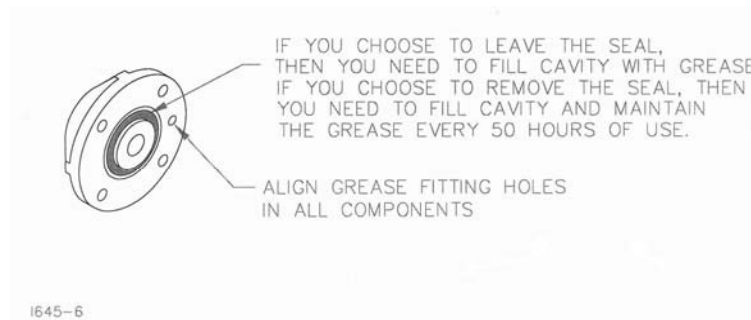 IF YOU CHOOSE TO LEAVE THE SEAL,
THEN YOU NEED TO FILL CAVITY WITH GREASE
IF YOU CHOOSE TO REMOVE THE SEAL, THEN
YOU NEED TO FILL CAVITY AND MAINTAIN
THE GREASE EVERY 50 HOURS OF USE.
ALIGN GREASE FITTING HOLES
IN ALL COMPONENTS
1645-6